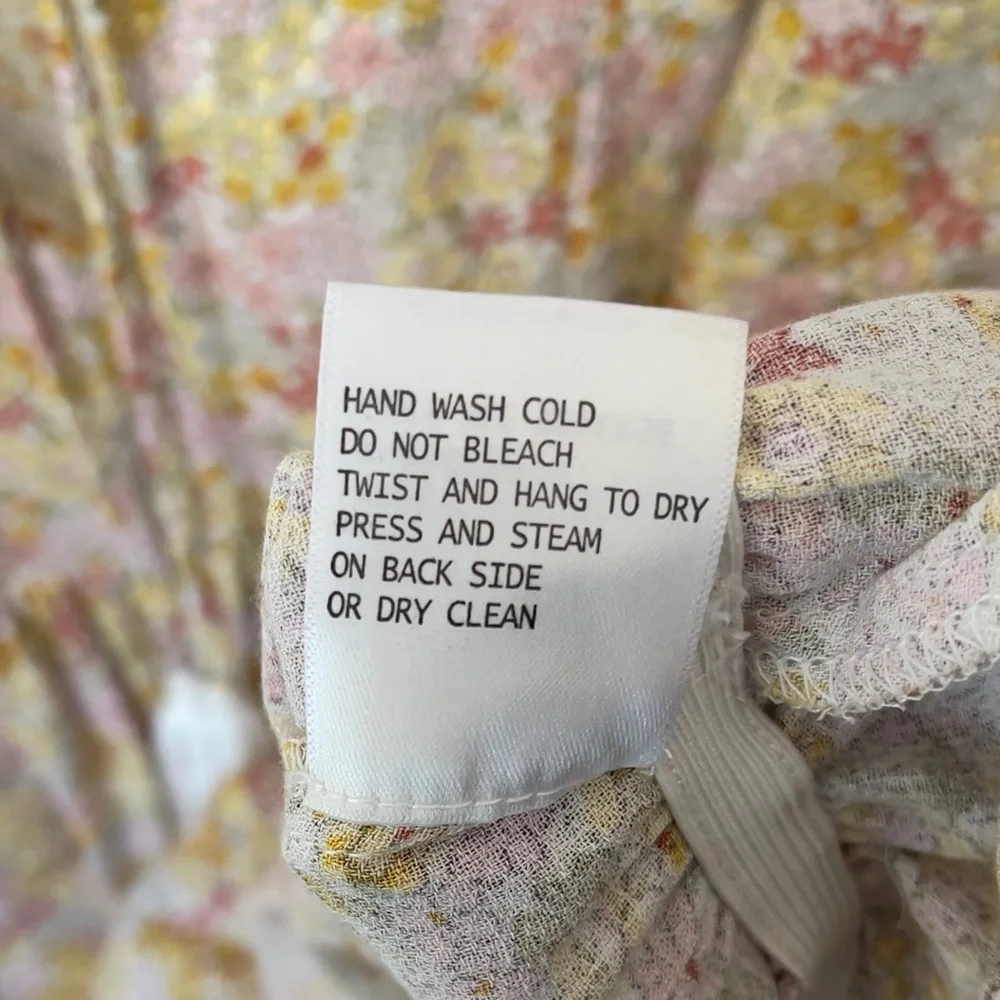 HAND WASH COLD
DO NOT BLEACH
TWIST AND HANG TO DRY
PRESS AND STEAM
ON BACK SIDE
OR DRY CLEAN